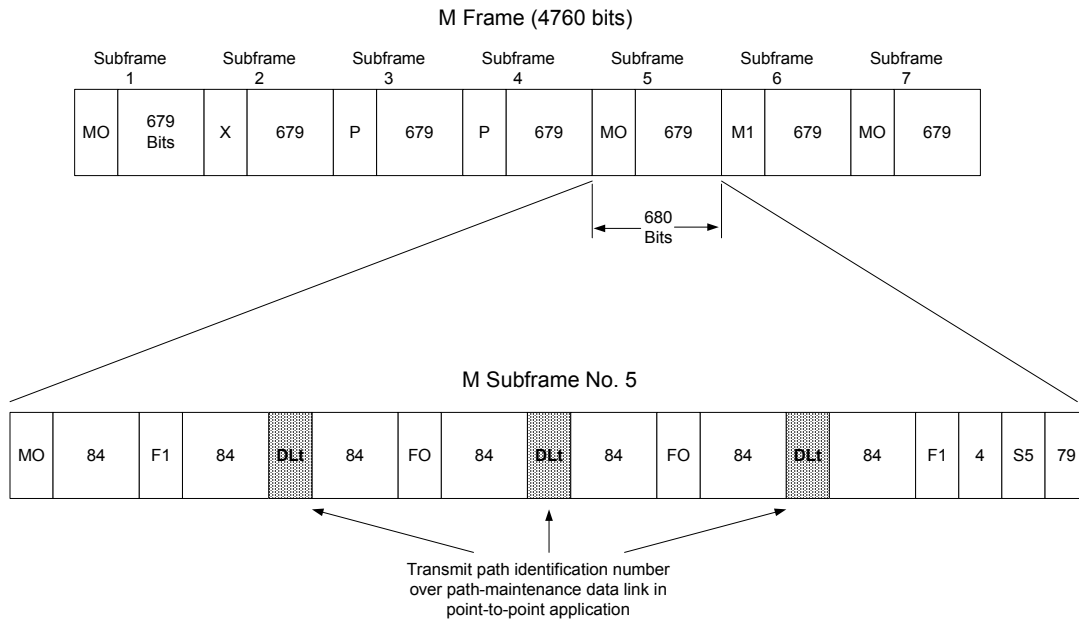 M Frame (4760 bits)
Subframe 1
Subframe 2
Subframe 3
Subframe 4
Subframe 5
Subframe 6
Subframe 7
MO 679 Bits X 679 P 679 P 679 MO 679 M1 679 MO 679
680 Bits
M Subframe No. 5
MO 84 F1 84 DLt 84 FO 84 DLt 84 FO 84 DLt 84 F1 4 S5 79
Transmit path identification number
over path-maintenance data link in
point-to-point application